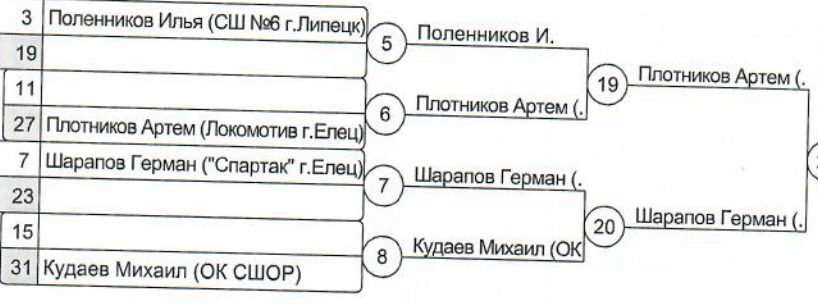 3 Поленников Илья (СШ №6 г.Липецк)
19
5 Поленников И.
11
27 Плотников Артем (Локомотив г.Елец)
6 Плотников Артем (.
19 Плотников Артем (.
7 Шарапов Герман ("Спартак" г.Елец)
23
7 Шарапов Герман (.
15
31 Кудаев Михаил (ОК СШОР)
8 Кудаев Михаил (ОК
20 Шарапов Герман (.